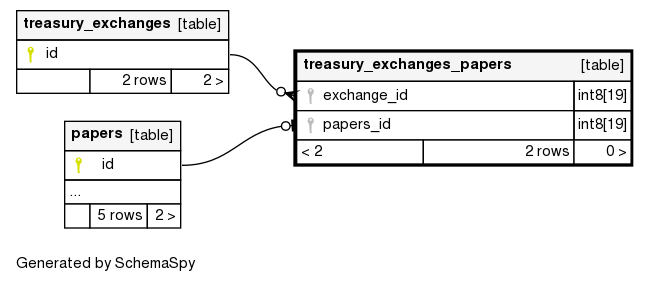 treasury_exchanges [table]
id
2 rows 2 >
treasury_exchanges_papers [table]
exchange_id int8[19]
papers_id int8[19]
< 2 2 rows 0 >
papers [table]
id
...
5 rows 2 >
Generated by SchemaSpy